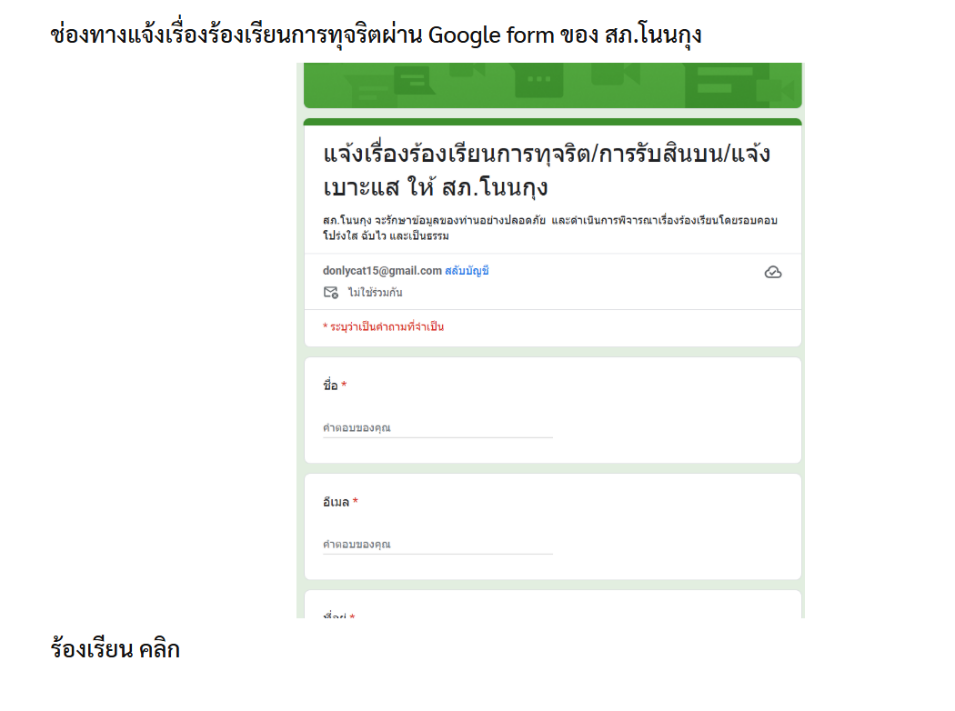 ช่องทางแจ้งเรื่องร้องเรียนการทุจริตผ่าน Google form ของ สภ.โนนกุง
แจ้งเรื่องร้องเรียนการทุจริต/การรับสินบน/แจ้ง
เบาะแส ให้ สภ.โนนกุง
สภ.โนนกุง จะรักษาข้อมูลของท่านอย่างปลอดภัย และดำเนินการพิจารณาเรื่องร้องเรียนโดยรอบคอบ
โปร่งใส ฉับไว และเป็นธรรม
donlycat15@gmail.com สลับบัญชี
ไม่ใช่ร่วมกัน
* ระบุว่าเป็นคำถามที่จำเป็น
ชื่อ *
คำตอบของคุณ
อีเมล *
คำตอบของคุณ
ที่อยู่ *
ร้องเรียน คลิก